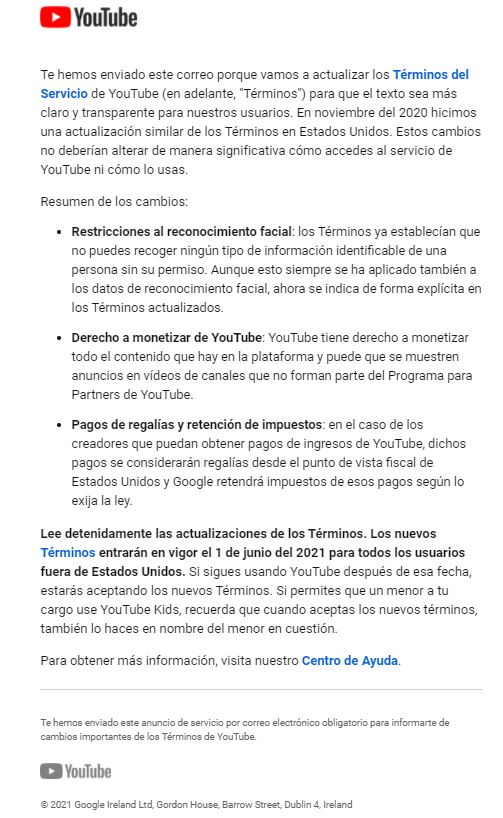 YouTube
Te hemos enviado este correo porque vamos a actualizar los Términos del
Servicio de YouTube (en adelante, "Términos") para que el texto sea más
claro y transparente para nuestros usuarios. En noviembre del 2020 hicimos
una actualización similar de los Términos en Estados Unidos. Estos cambios
no deberían alterar de manera significativa cómo accedes al servicio de
YouTube ni cómo lo usas.
Resumen de los cambios:
• Restricciones al reconocimiento facial: los Términos ya establecían que
no puedes recoger ningún tipo de información identificable de una
persona sin su permiso. Aunque esto siempre se ha aplicado también a
los datos de reconocimiento facial, ahora se indica de forma explícita en
los Términos actualizados.
• Derecho a monetizar de YouTube: YouTube tiene derecho a monetizar
todo el contenido que hay en la plataforma y puede que se muestren
anuncios en vídeos de canales que no forman parte del Programa para
Partners de YouTube.
• Pagos de regalías y retención de impuestos: en el caso de los
creadores que puedan obtener pagos de ingresos de YouTube, dichos
pagos se considerarán regalías desde el punto de vista fiscal de
Estados Unidos y Google retendrá impuestos de esos pagos según lo
exija la ley.
Lee detenidamente las actualizaciones de los Términos. Los nuevos
Términos entrarán en vigor el 1 de junio del 2021 para todos los usuarios
fuera de Estados Unidos. Si sigues usando YouTube después de esa fecha,
estarás aceptando los nuevos Términos. Si permites que un menor a tu
cargo use YouTube Kids, recuerda que cuando aceptas los nuevos términos,
también lo haces en nombre del menor en cuestión.
Para obtener más información, visita nuestro Centro de Ayuda.
Te hemos enviado este anuncio de servicio por correo electrónico obligatorio para informarte de
cambios importantes de los Términos de YouTube.
YouTube
© 2021 Google Ireland Ltd, Gordon House, Barrow Street, Dublin 4, Ireland